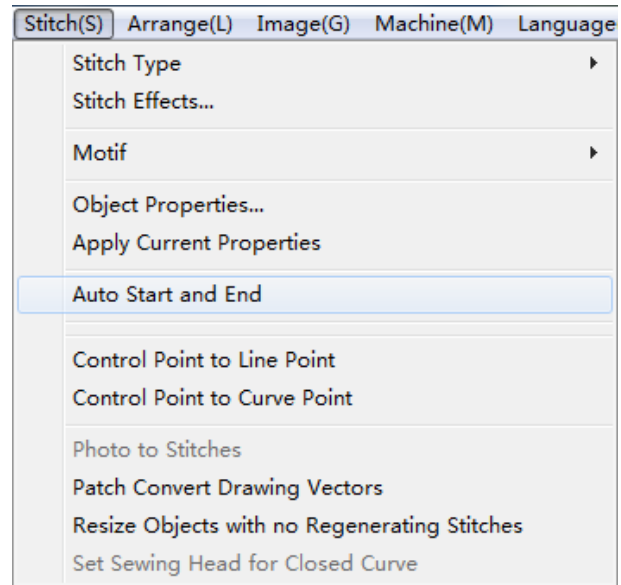 Stitch(S) Arrange(L) Image(G) Machine(M) Language
Stitch Type
Stitch Effects...
Motif
Object Properties...
Apply Current Properties
Auto Start and End
Control Point to Line Point
Control Point to Curve Point
Photo to Stitches
Patch Convert Drawing Vectors
Resize Objects with no Regenerating Stitches
Set Sewing Head for Closed Curve